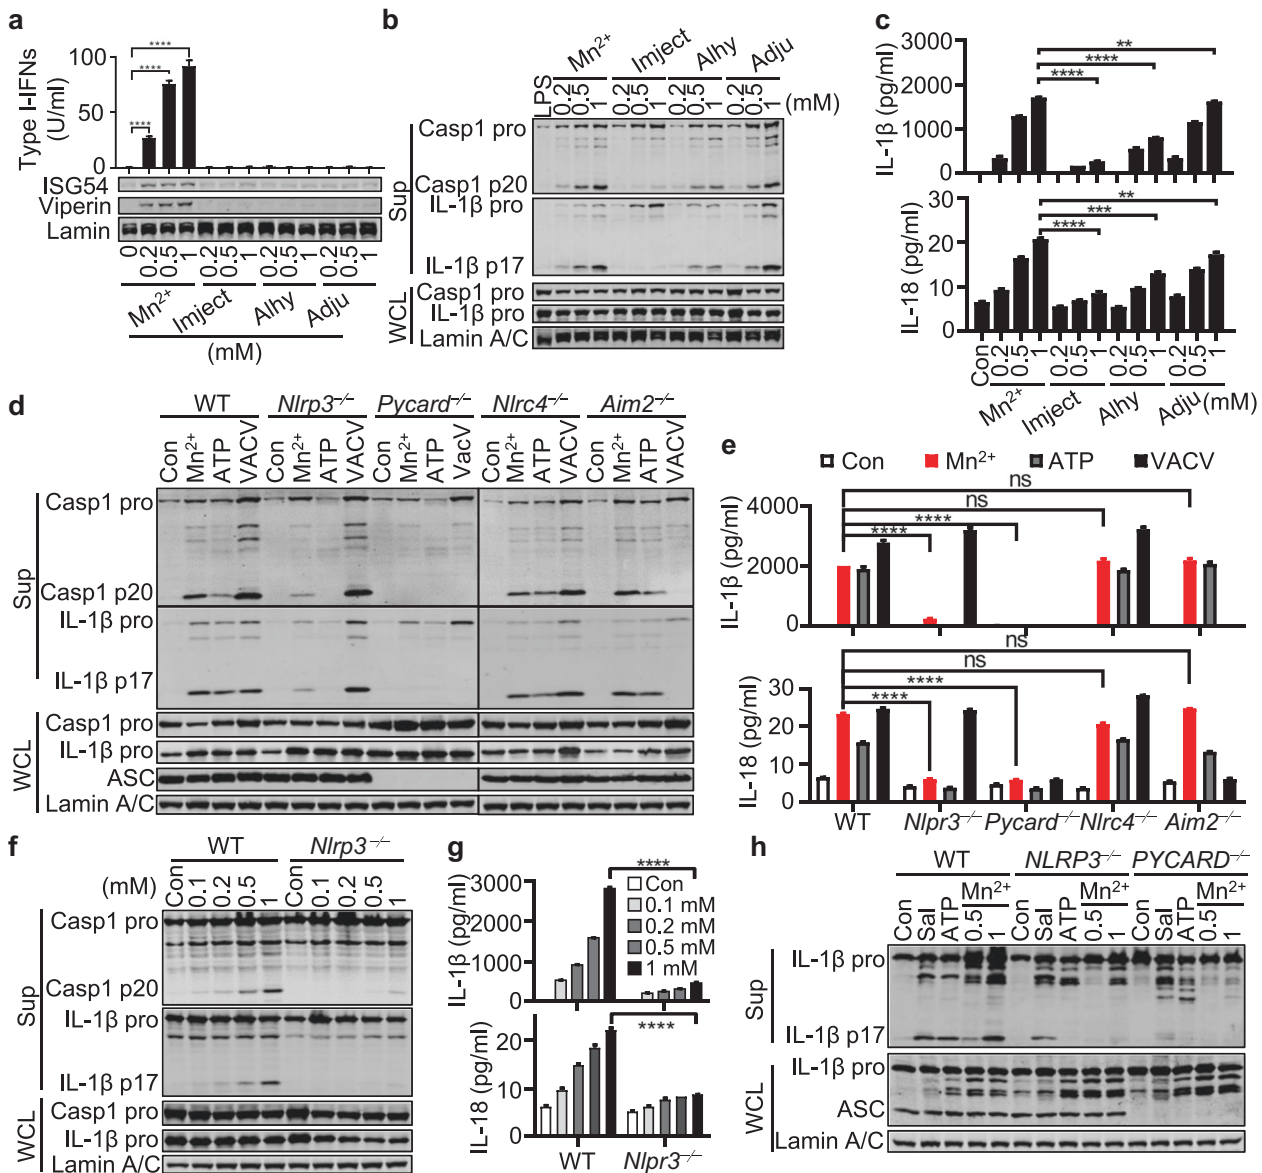 a
Type I-IFNs
(U/ml)
100
50
0
****
****
****
ISG54
Viperin
Lamin
0 0.2 0.5 1 0.2 0.5 1 0.2 0.5 1 0.2 0.5 1
Mn2+ Imject Alhy Adju
(mM)
b
Mn2+ Imject Alhy Adju
LPS 0.2 0.5 1 0.2 0.5 1 0.2 0.5 1 0.2 0.5 1 (mM)
Sup
Casp1 pro
Casp1 p20
IL-1β pro
IL-1β p17
WCL
Casp1 pro
IL-1β pro
Lamin A/C
c
IL-1β (pg/ml)
3000
2000
1000
0
**
****
****
IL-18 (pg/ml)
30
20
10
0
**
***
****
Con 0.2 0.5 1 0.2 0.5 1 0.2 0.5 1 0.2 0.5 1
Mn2+ Imject Alhy Adju (mM)
d
WT Nlrp3–/– Pycard–/– Nlrc4–/– Aim2–/–
Con Mn2+ ATP VACV Con Mn2+ ATP VACV Con Mn2+ ATP VacV Con Mn2+ ATP VACV Con Mn2+ ATP VACV
Sup
Casp1 pro
Casp1 p20
IL-1β pro
IL-1β p17
WCL
Casp1 pro
IL-1β pro
ASC
Lamin A/C
e
Con Mn2+ ATP VACV
IL-1β (pg/ml)
4000
2000
0
ns
ns
****
****
IL-18 (pg/ml)
30
20
10
0
ns
ns
****
****
WT Nlpr3–/– Pycard–/– Nlrc4–/– Aim2–/–
f
WT Nlrp3–/–
(mM) Con 0.1 0.2 0.5 1 Con 0.1 0.2 0.5 1
Sup
Casp1 pro
Casp1 p20
IL-1β pro
IL-1β p17
WCL
Casp1 pro
IL-1β pro
Lamin A/C
g
IL-1β (pg/ml)
3000
2000
1000
0
****
Con
0.1 mM
0.2 mM
0.5 mM
1 mM
IL-18 (pg/ml)
20
10
0
****
WT Nlpr3–/–
h
WT NLRP3–/– PYCARD–/–
Mn2+ Mn2+ Mn2+
Con Sal ATP 0.5 1 Con Sal ATP 0.5 1 Con Sal ATP 0.5 1
Sup
IL-1β pro
IL-1β p17
WCL
IL-1β pro
ASC
Lamin A/C